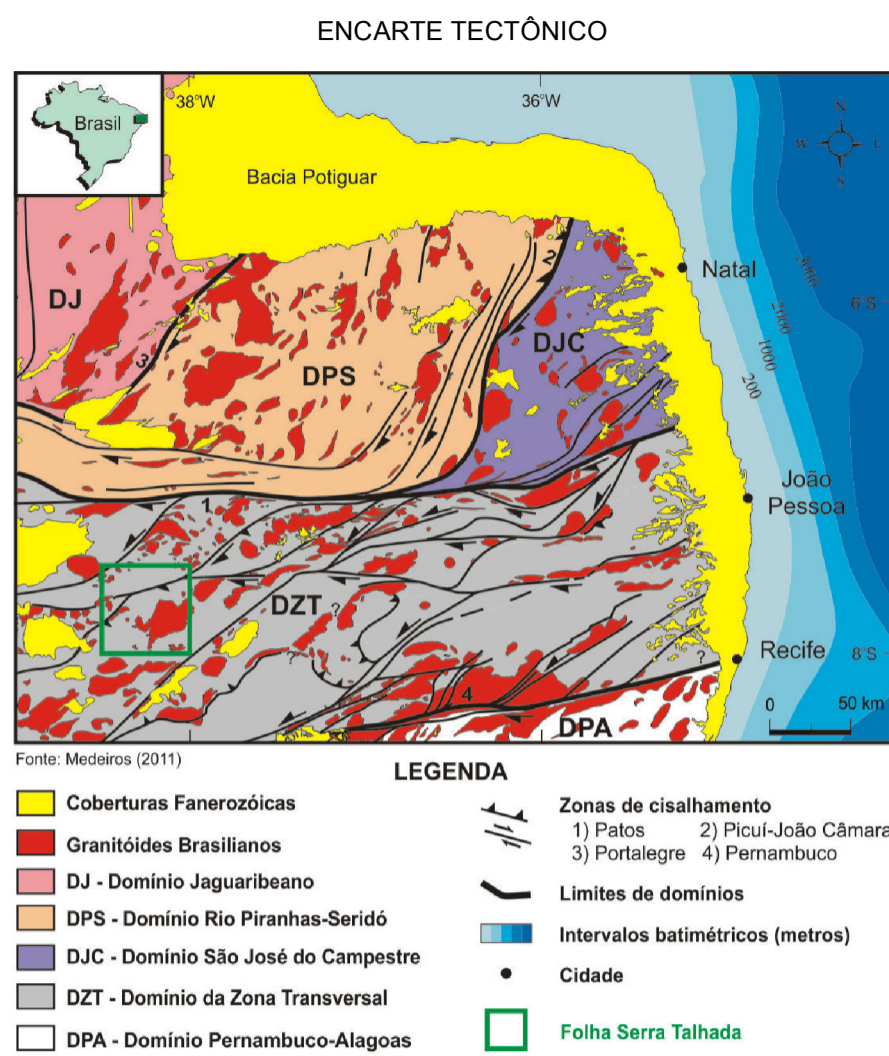 ENCARTE TECTÔNICO
Brasil
38°W
36°W
N
W
E
S
Bacia Potiguar
Natal
6°S
3000
2000
1000
200
DJ
3
DPS
2
DJC
1
João
Pessoa
DZT
?
?
?
Recife
8°S
4
DPA
0 50 km
Fonte: Medeiros (2011)
LEGENDA
Coberturas Fanerozóicas
Granitóides Brasilianos
DJ - Domínio Jaguaribeano
DPS - Domínio Rio Piranhas-Seridó
DJC - Domínio São José do Campestre
DZT - Domínio da Zona Transversal
DPA - Domínio Pernambuco-Alagoas
Zonas de cisalhamento
1) Patos 2) Picuí-João Câmara
3) Portalegre 4) Pernambuco
Limites de domínios
Intervalos batimétricos (metros)
Cidade
Folha Serra Talhada